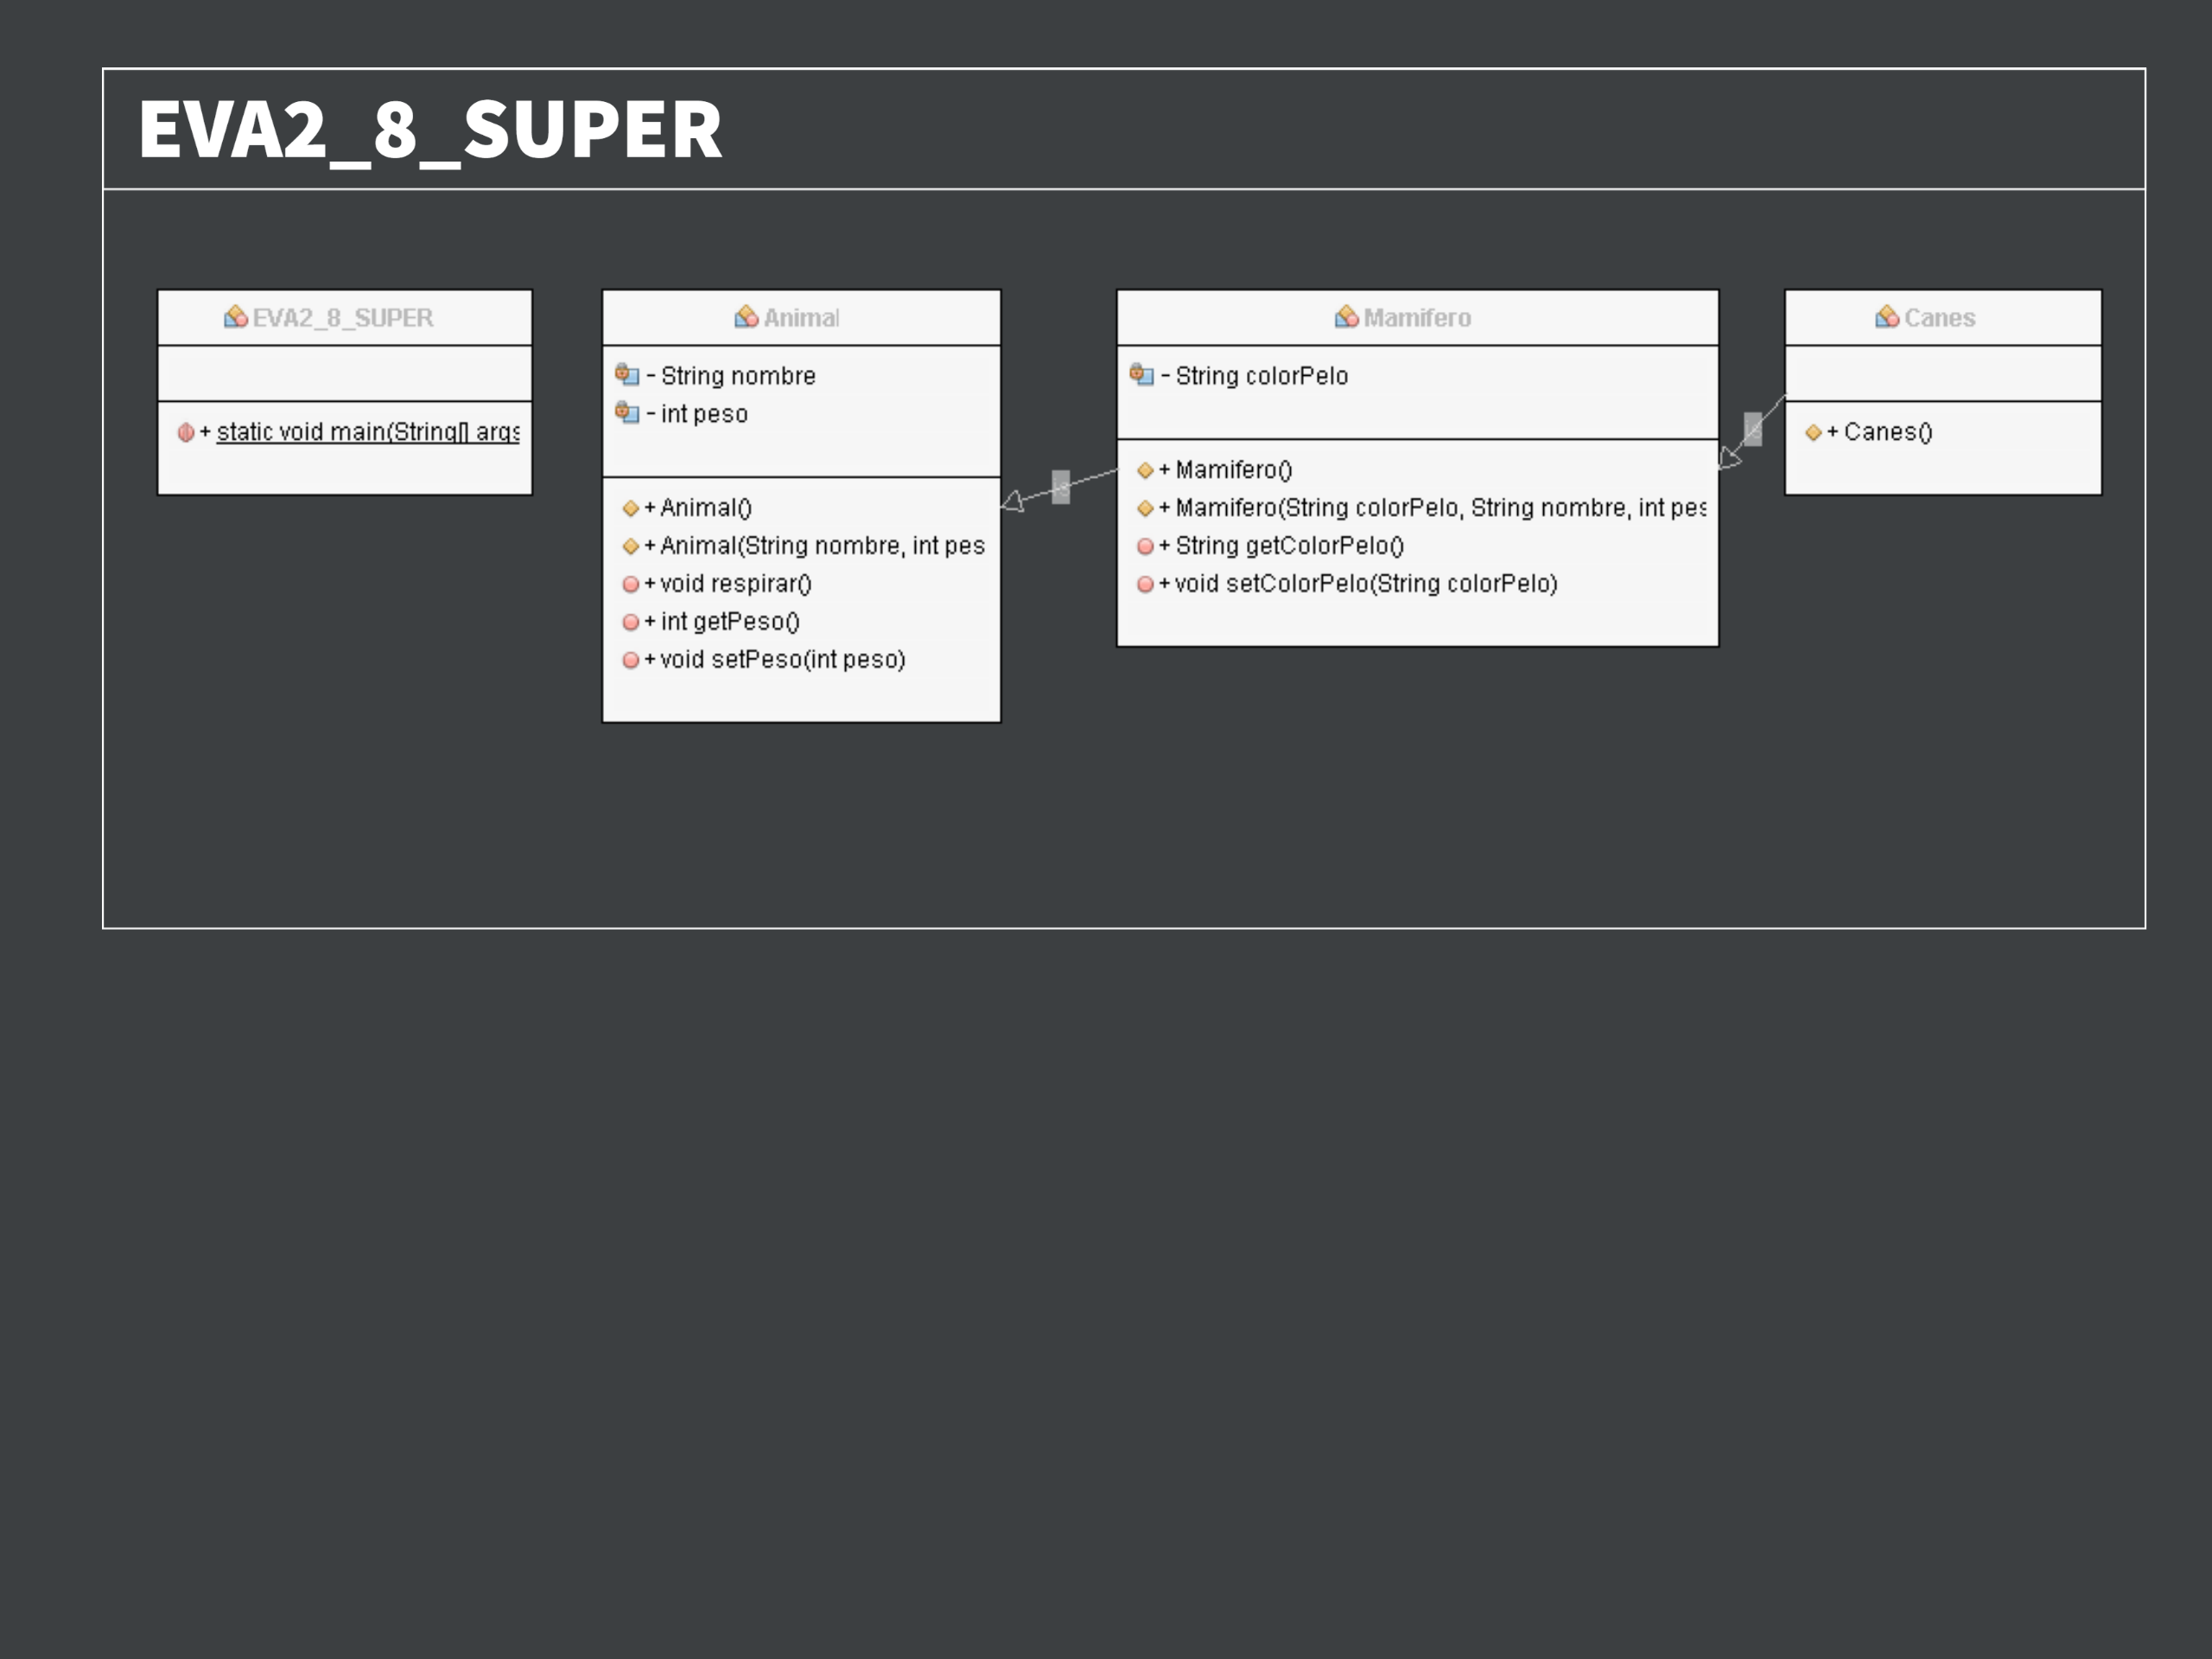 EVA2_8_SUPER
EVA2_8_SUPER
+ static void main(String[] args
Animal
- String nombre
- int peso
+ Animal()
+ Animal(String nombre, int pes
+ void respirar()
+ int getPeso()
+ void setPeso(int peso)
Mamifero
- String colorPelo
+ Mamifero()
+ Mamifero(String colorPelo, String nombre, int pes
+ String getColorPelo()
+ void setColorPelo(String colorPelo)
Canes
+ Canes()